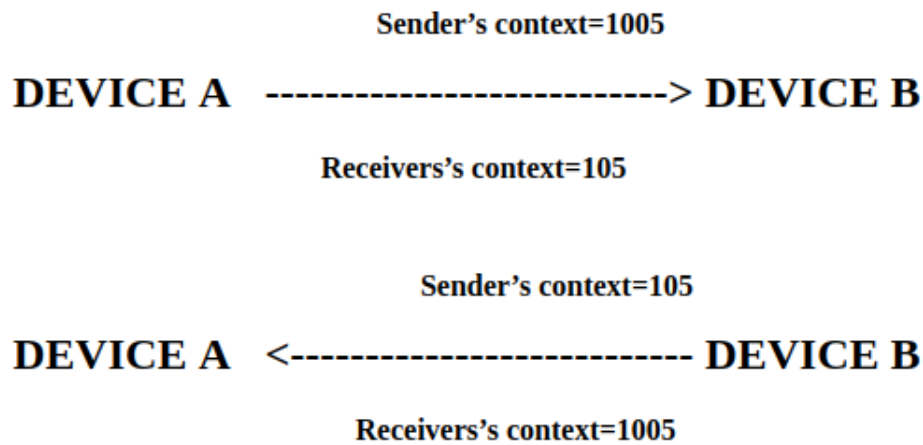 Sender’s context=1005
DEVICE A --------------------------> DEVICE B
Receivers’s context=105
Sender’s context=105
DEVICE A <-------------------------- DEVICE B
Receivers’s context=1005